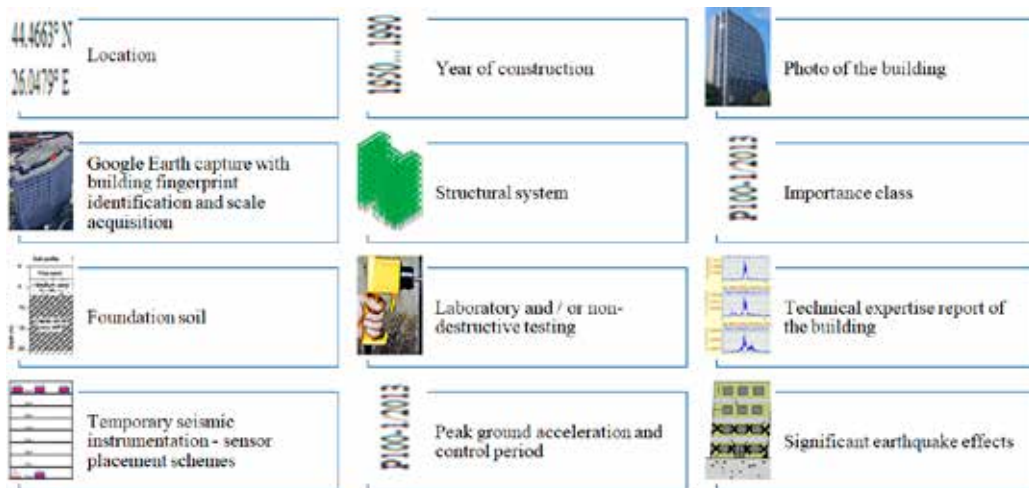 44.4663° N
26.0479° E
Location
1950... 1990
Year of construction
Photo of the building
Google Earth capture with
building fingerprint
identification and scale
acquisition
Structural system
P100-1/2013
Importance class
Foundation soil
Laboratory and / or non-
destructive testing
Technical expertise report of
the building
Temporary seismic
instrumentation - sensor
placement schemes
P100-1/2013
Peak ground acceleration and
control period
Significant earthquake effects